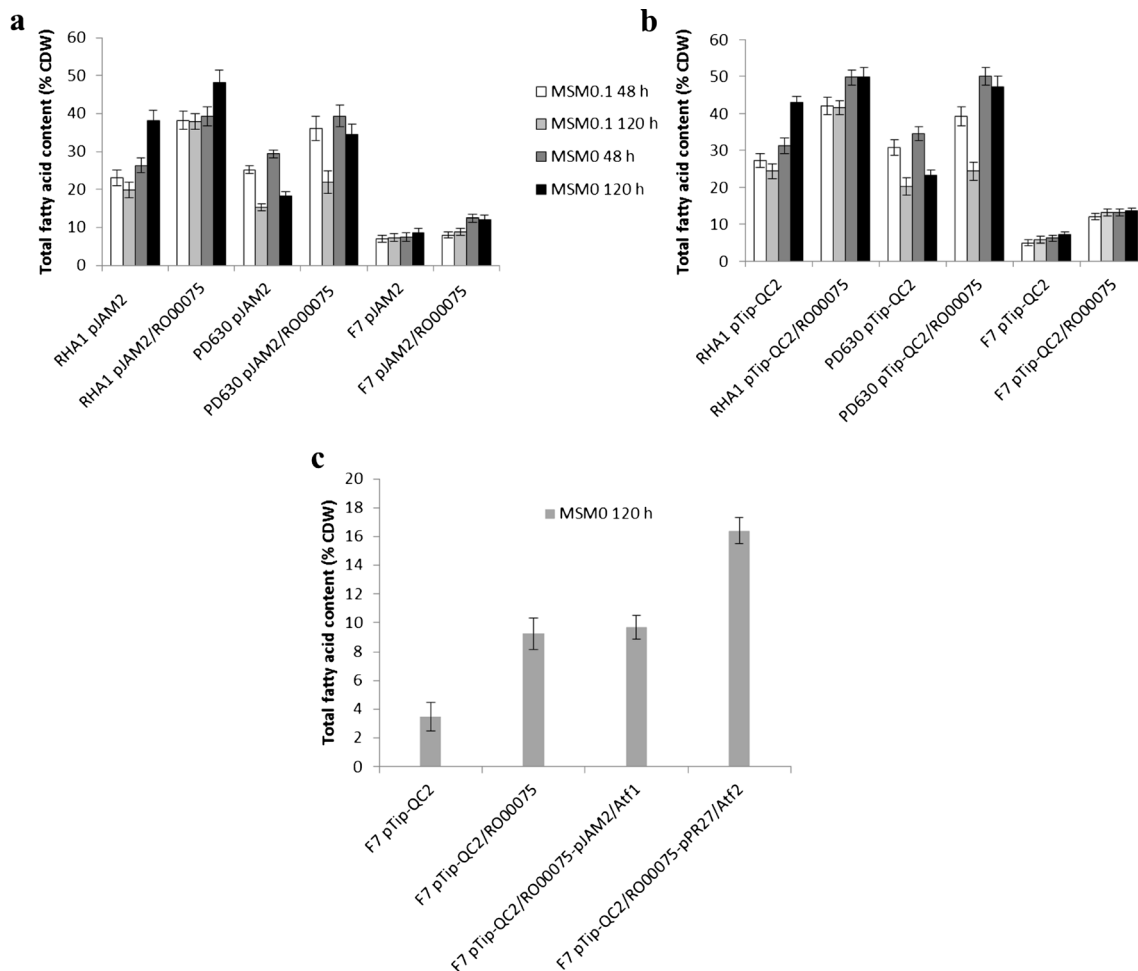 a
Total fatty acid content (% CDW)
60
50
40
30
20
10
0
RHA1 pJAM2
RHA1 pJAM2/RO00075
PD630 pJAM2
PD630 pJAM2/RO00075
F7 pJAM2
F7 pJAM2/RO00075
MSM0.1 48 h
MSM0.1 120 h
MSM0 48 h
MSM0 120 h
b
Total fatty acid content (% CDW)
60
50
40
30
20
10
0
RHA1 pTip-QC2
RHA1 pTip-QC2/RO00075
PD630 pTip-QC2
PD630 pTip-QC2/RO00075
F7 pTip-QC2
F7 pTip-QC2/RO00075
c
Total fatty acid content (% CDW)
20
18
16
14
12
10
8
6
4
2
0
MSM0 120 h
F7 pTip-QC2
F7 pTip-QC2/RO00075
F7 pTip-QC2/RO00075-pJAM2/Atf1
F7 pTip-QC2/RO00075-pPR27/Atf2